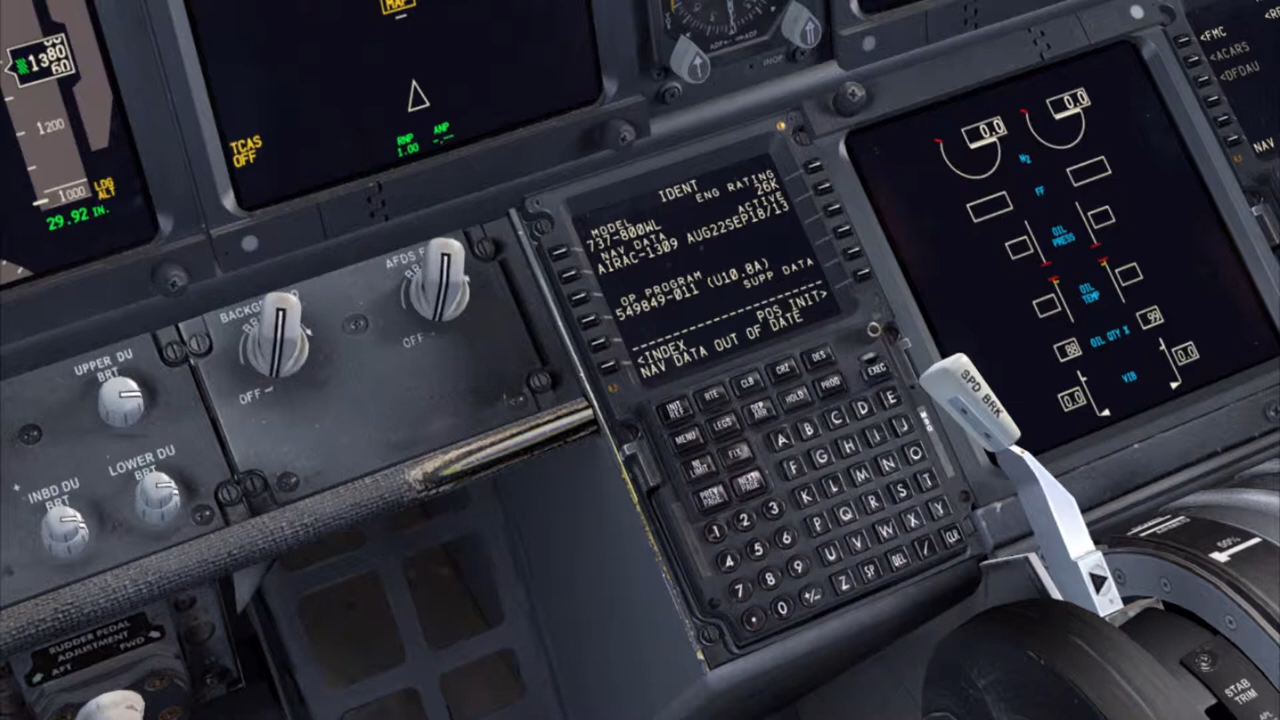 1380
60
1200
1000
LDG
ALT
29.92 IN.
MAP
TCAS
OFF
RNP
1.00
ANP
-.--
ADF
ADF
UPPER DU
BRT
LOWER DU
BRT
INBD DU
BRT
OFF
OFF
RUDDER PEDAL
ADJUSTMENT
AFT
FWD
IDENT
ENG RATING
26K
MODEL
737-800WL
ACTIVE
NAV DATA
AIRAC-1309 AUG22SEP18/13
OP PROGRAM
549849-011 (U10.8A)
SUPP DATA
------------------------
POS INIT>
<INDEX
NAV DATA OUT OF DATE
INIT REF
RTE
CLB
CRZ
DES
MENU
LEGS
DEP ARR
HOLD
PROG
EXEC
N1 LIMIT
FIX
PREV PAGE
NEXT PAGE
A B C D E
F G H I J
K L M N O
P Q R S T
U V W X Y
Z SP DEL / CLR
1 2 3
4 5 6
7 8 9
. 0 +/-
0.0
0.0
N2
FF
OIL
PRESS
OIL
TEMP
88
OIL QTY %
99
0.0
VIB
0.0
<FMC
<ACARS
<DFDAU
NAV
SPD BRK
50%
STAB
TRIM